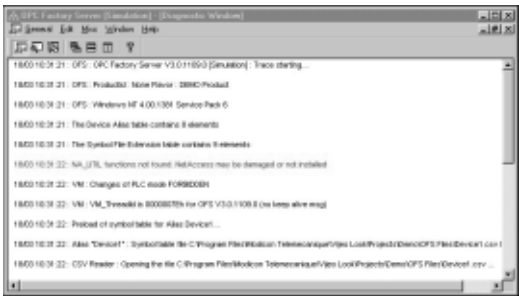 OPC Factory Server [Simulation] - [Diagnostic Window]
General Edit Misc Window Help
18/03 10:31:21 : OFS : OPC Factory Server V3.0:1109.0 [Simulation] : Trace starting...
18/03 10:31:21 : OFS : ProductId : None Flavor : DEMO-Product
18/03 10:31:21 : OFS : Windows NT 4.00:1381 Service Pack 6
18/03 10:31:21 : The Device Alias table contains 8 elements
18/03 10:31:21 : The Symbol File Extension table contains 9 elements
18/03 10:31:22 : NA_UTIL functions not found. NetAccess may be damaged or not installed
18/03 10:31:22 : VM : Changes of PLC mode FORBIDDEN
18/03 10:31:22 : VM : VM_ThreadId is for OFS V3.0:1109.0 (no keep alive msg)
18/03 10:31:22 : Preload of symbol table for Alias Device1...
18/03 10:31:22 : Alias "Device1" : Symbol table file C:\Program Files\Modicon Telemecanique\Vijeo Look\Projects\Demo\OFS Files\Device1.csv
18/03 10:31:22 : CSV Reader : Opening the file C:\Program Files\Modicon Telemecanique\Vijeo Look\Projects\Demo\OFS Files\Device1.csv ...